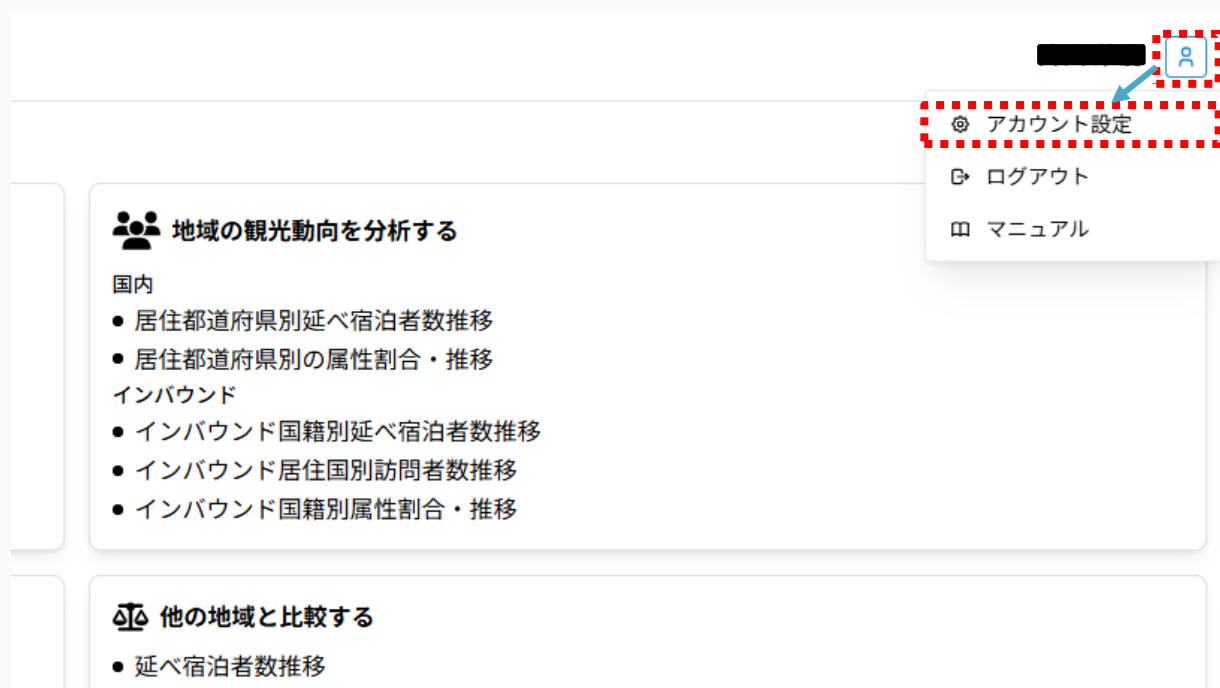 アカウント設定
ログアウト
マニュアル
地域の観光動向を分析する
国内
● 居住都道府県別延べ宿泊者数推移
● 居住都道府県別の属性割合・推移
インバウンド
● インバウンド国籍別延べ宿泊者数推移
● インバウンド居住国別訪問者数推移
● インバウンド国籍別属性割合・推移
他の地域と比較する
● 延べ宿泊者数推移